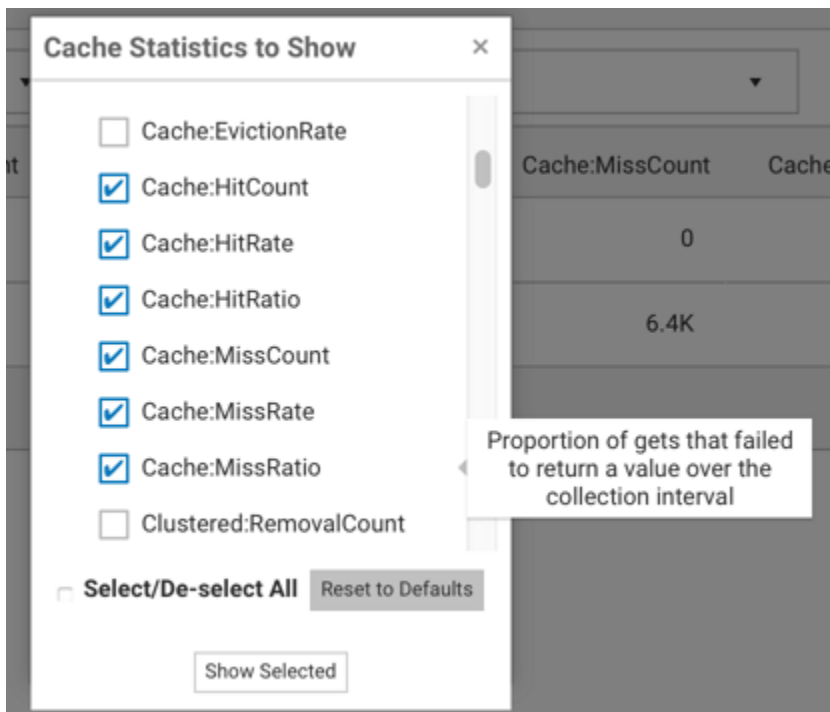 Cache Statistics to Show ×
Cache:EvictionRate
Cache:HitCount
Cache:HitRate
Cache:HitRatio
Cache:MissCount
Cache:MissRate
Cache:MissRatio
Clustered:RemovalCount
Select/De-select All Reset to Defaults
Show Selected
Proportion of gets that failed
to return a value over the
collection interval
nt Cache:MissCount Cache
0
6.4K